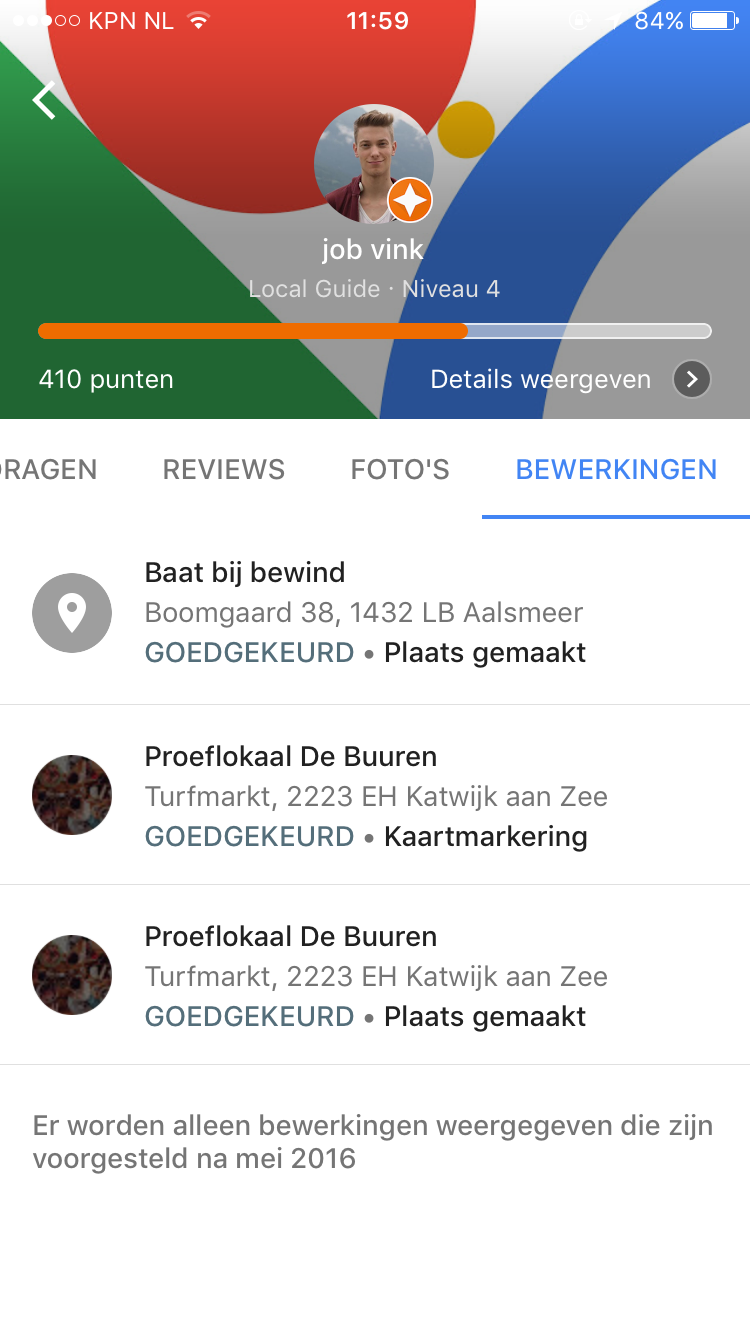 KPN NL 11:59 84%
job vink
Local Guide · Niveau 4
410 punten Details weergeven
DRAGEN REVIEWS FOTO'S BEWERKINGEN
Baat bij bewind
Boomgaard 38, 1432 LB Aalsmeer
GOEDGEKEURD • Plaats gemaakt
Proeflokaal De Buuren
Turfmarkt, 2223 EH Katwijk aan Zee
GOEDGEKEURD • Kaartmarkering
Proeflokaal De Buuren
Turfmarkt, 2223 EH Katwijk aan Zee
GOEDGEKEURD • Plaats gemaakt
Er worden alleen bewerkingen weergegeven die zijn
voorgesteld na mei 2016